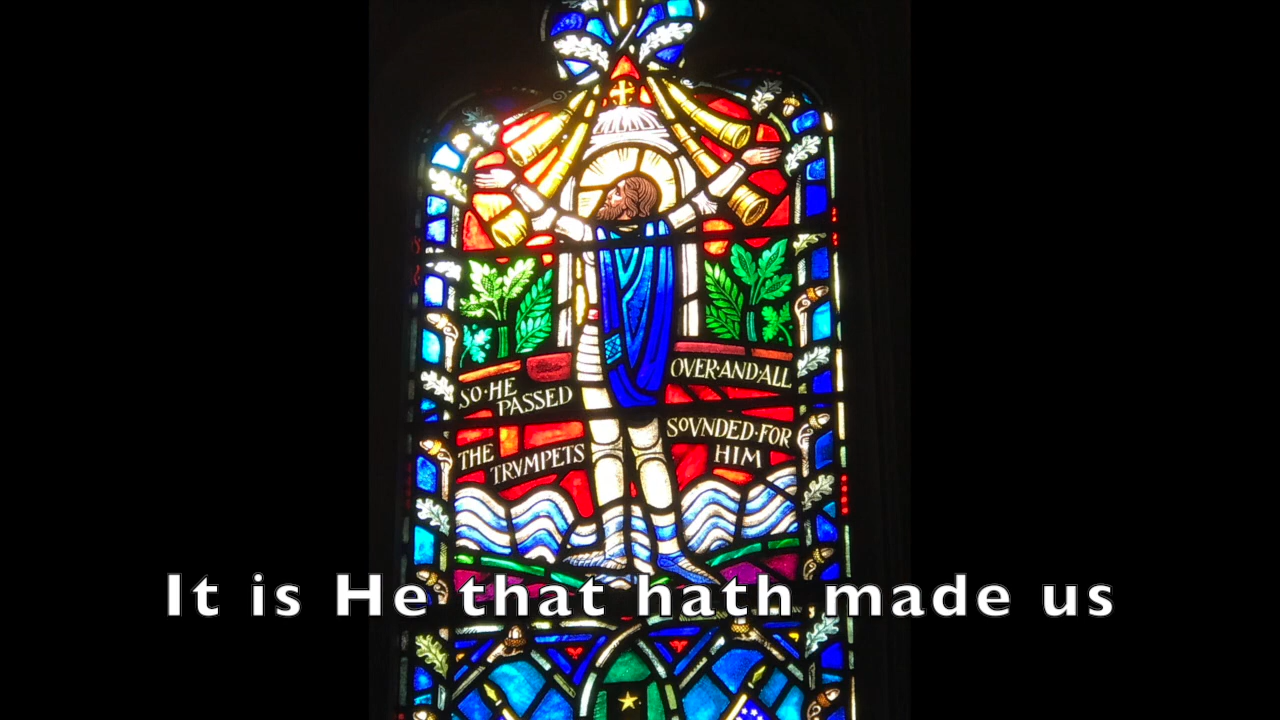 SO·HE
PASSED
OVER·AND·ALL
THE
TRVMPETS
SOVNDED·FOR
HIM
It is He that hath made us